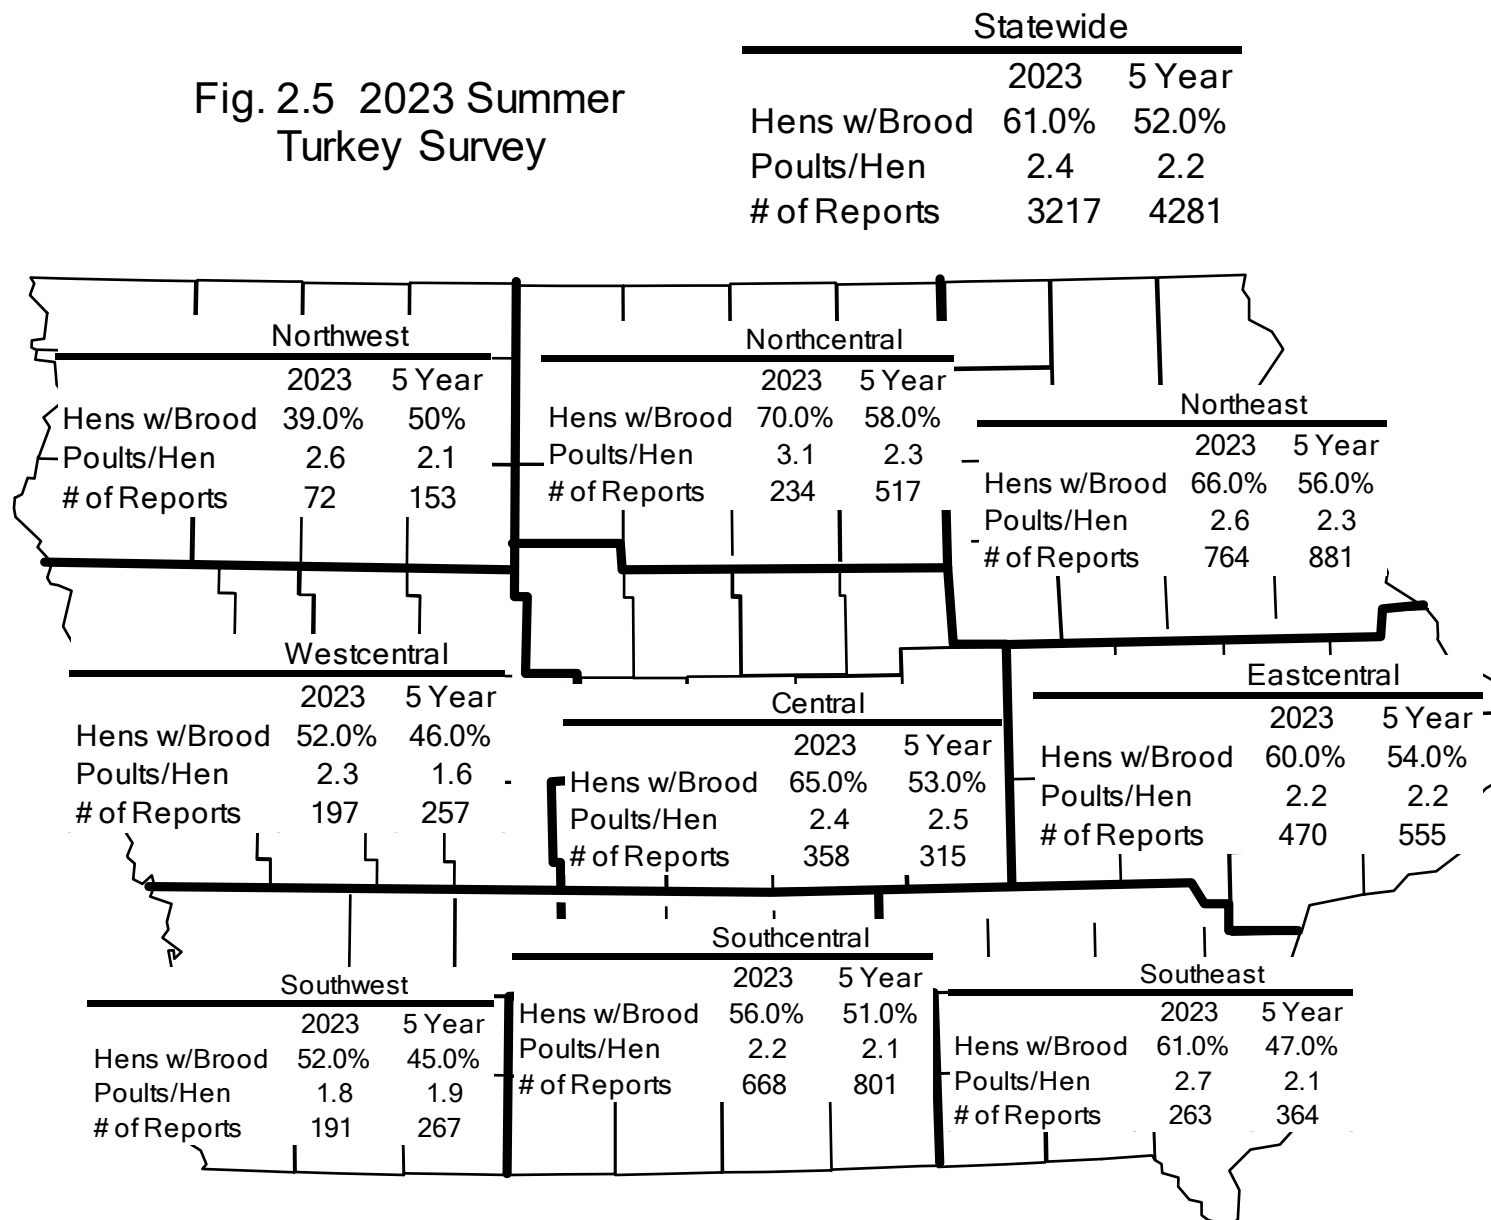 Statewide
2023 5 Year
Hens w/Brood 61.0% 52.0%
Poults/Hen 2.4 2.2
# of Reports 3217 4281
Fig. 2.5 2023 Summer
Turkey Survey
Northwest
2023 5 Year
Hens w/Brood 39.0% 50%
Poults/Hen 2.6 2.1
# of Reports 72 153
Northcentral
2023 5 Year
Hens w/Brood 70.0% 58.0%
Poults/Hen 3.1 2.3
# of Reports 234 517
Northeast
2023 5 Year
Hens w/Brood 66.0% 56.0%
Poults/Hen 2.6 2.3
# of Reports 764 881
Westcentral
2023 5 Year
Hens w/Brood 52.0% 46.0%
Poults/Hen 2.3 1.6
# of Reports 197 257
Central
2023 5 Year
Hens w/Brood 65.0% 53.0%
Poults/Hen 2.4 2.5
# of Reports 358 315
Eastcentral
2023 5 Year
Hens w/Brood 60.0% 54.0%
Poults/Hen 2.2 2.2
# of Reports 470 555
Southwest
2023 5 Year
Hens w/Brood 52.0% 45.0%
Poults/Hen 1.8 1.9
# of Reports 191 267
Southcentral
2023 5 Year
Hens w/Brood 56.0% 51.0%
Poults/Hen 2.2 2.1
# of Reports 668 801
Southeast
2023 5 Year
Hens w/Brood 61.0% 47.0%
Poults/Hen 2.7 2.1
# of Reports 263 364